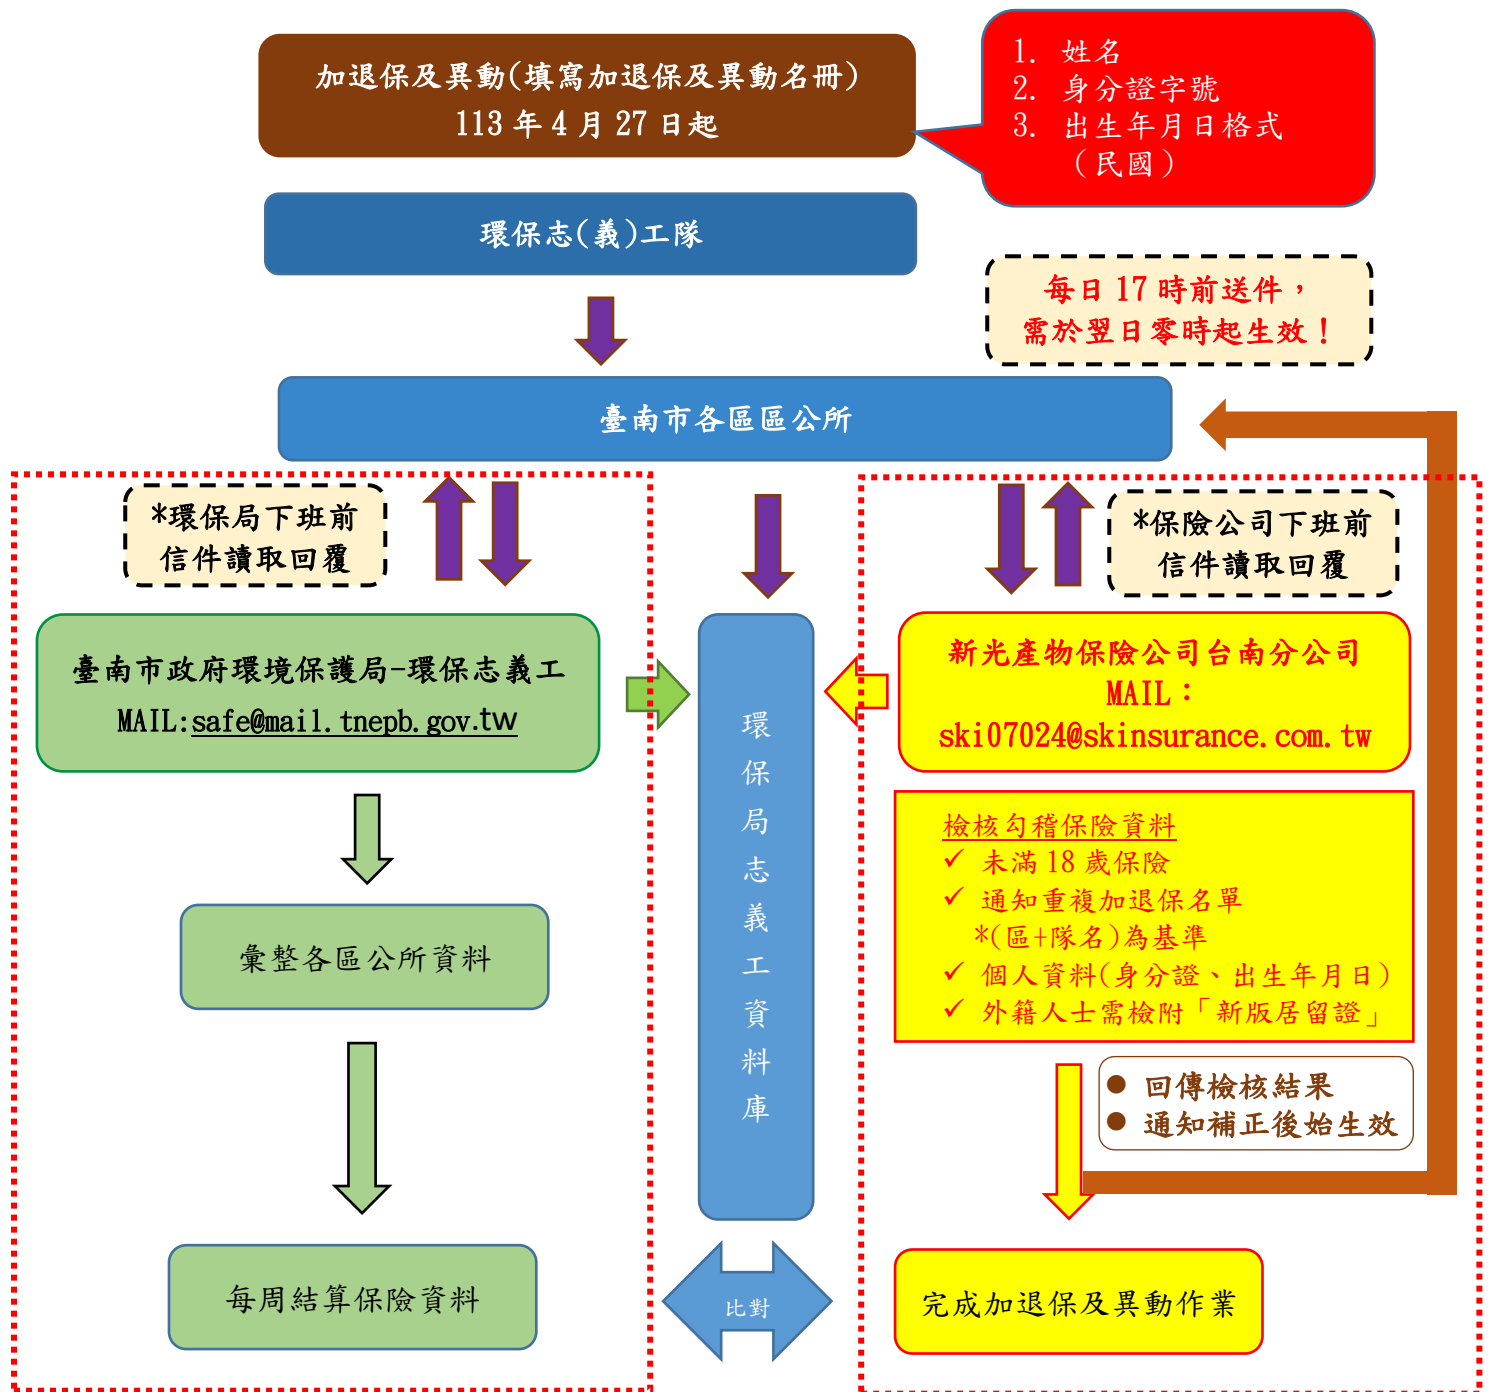 加退保及異動(填寫加退保及異動名冊)
113年4月27日起
1. 姓名
2. 身分證字號
3. 出生年月日格式
（民國）
環保志(義)工隊
每日17時前送件，
需於翌日零時起生效！
臺南市各區區公所
*環保局下班前
信件讀取回覆
*保險公司下班前
信件讀取回覆
臺南市政府環境保護局-環保志義工
MAIL:safe@mail.tnepb.gov.tw
環保局志義工資料庫
新光產物保險公司台南分公司
MAIL：
ski07024@skinsurance.com.tw
檢核勾稽保險資料
✓ 未滿18歲保險
✓ 通知重複加退保名單
*(區+隊名)為基準
✓ 個人資料(身分證、出生年月日)
✓ 外籍人士需檢附「新版居留證」
彙整各區公所資料
● 回傳檢核結果
● 通知補正後始生效
每周結算保險資料
比對
完成加退保及異動作業